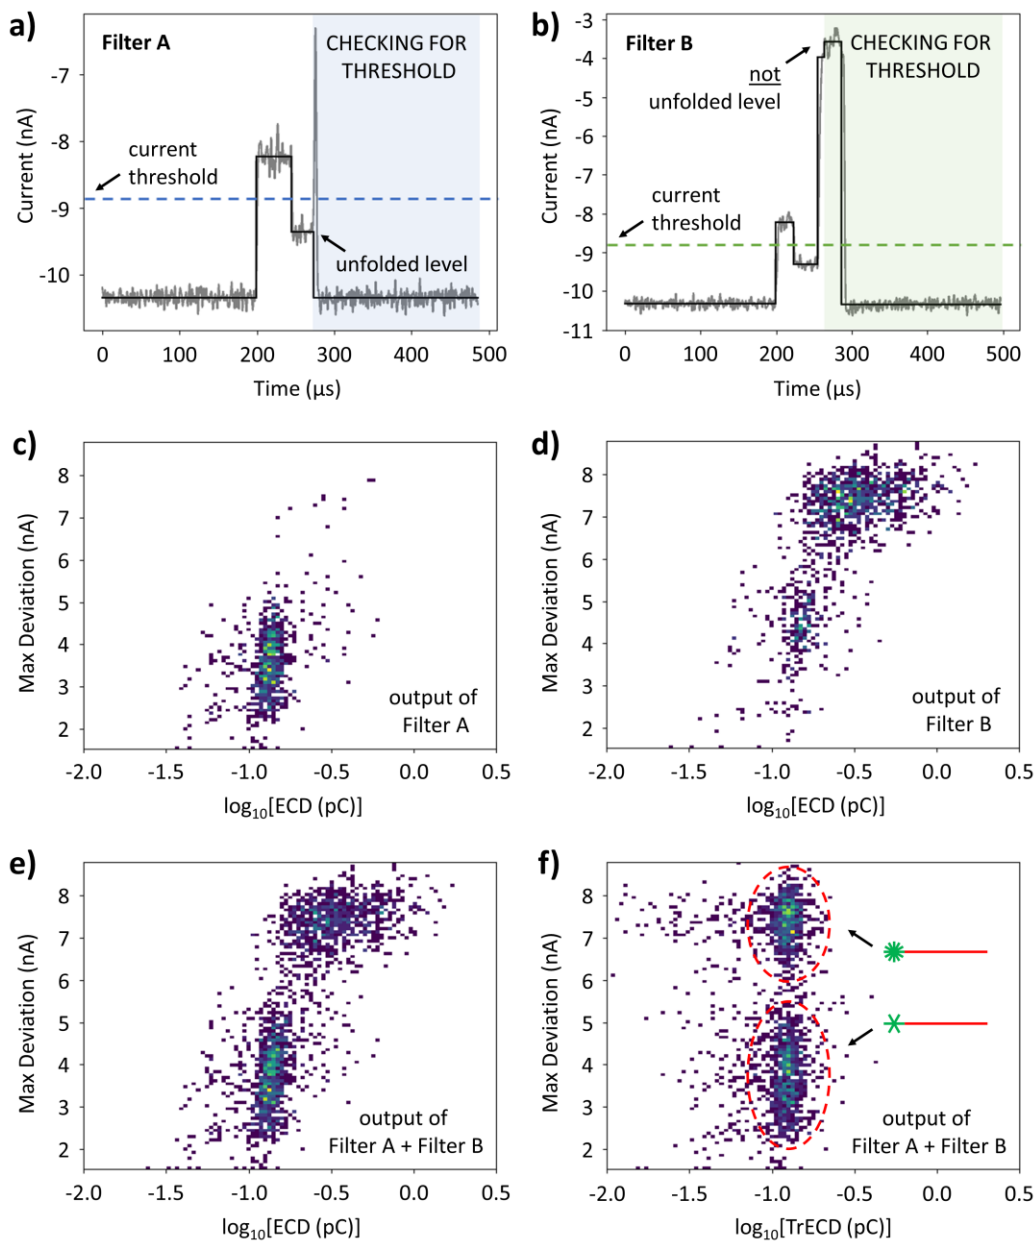 a)
Filter A
CHECKING FOR
THRESHOLD
current
threshold
unfolded level
Current (nA)
-7
-8
-9
-10
0
100
200
300
400
500
Time (µs)
b)
Filter B
CHECKING FOR
THRESHOLD
not
unfolded level
current
threshold
Current (nA)
-3
-4
-5
-6
-7
-8
-9
-10
-11
0
100
200
300
400
500
Time (µs)
c)
Max Deviation (nA)
8
7
6
5
4
3
2
output of
Filter A
-2.0
-1.5
-1.0
-0.5
0.0
0.5
log10[ECD (pC)]
d)
Max Deviation (nA)
8
7
6
5
4
3
2
output of
Filter B
-2.0
-1.5
-1.0
-0.5
0.0
0.5
log10[ECD (pC)]
e)
Max Deviation (nA)
8
7
6
5
4
3
2
output of
Filter A + Filter B
-2.0
-1.5
-1.0
-0.5
0.0
0.5
log10[ECD (pC)]
f)
Max Deviation (nA)
8
7
6
5
4
3
2
output of
Filter A + Filter B
-2.0
-1.5
-1.0
-0.5
0.0
0.5
log10[TrECD (pC)]